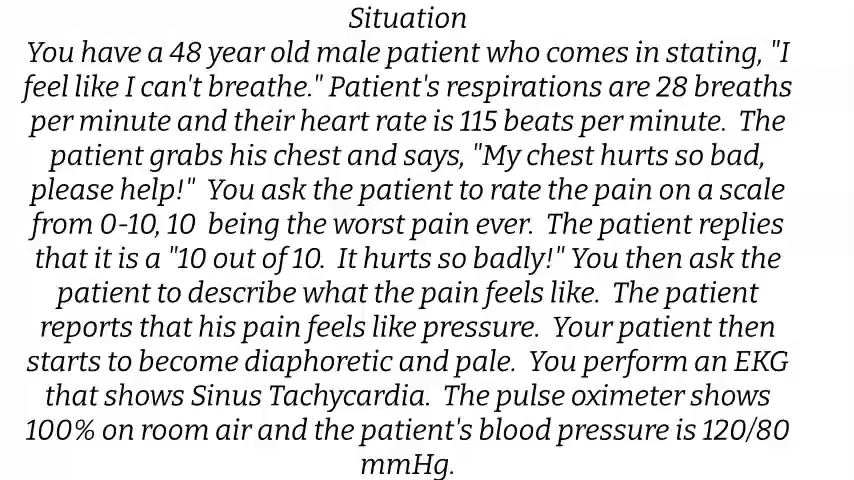 Situation
You have a 48 year old male patient who comes in stating, "I
feel like I can't breathe." Patient's respirations are 28 breaths
per minute and their heart rate is 115 beats per minute.  The
patient grabs his chest and says, "My chest hurts so bad,
please help!"  You ask the patient to rate the pain on a scale
from 0-10, 10  being the worst pain ever.  The patient replies
that it is a "10 out of 10.  It hurts so badly!" You then ask the
patient to describe what the pain feels like.  The patient
reports that his pain feels like pressure.  Your patient then
starts to become diaphoretic and pale.  You perform an EKG
that shows Sinus Tachycardia.  The pulse oximeter shows
100% on room air and the patient's blood pressure is 120/80
mmHg.